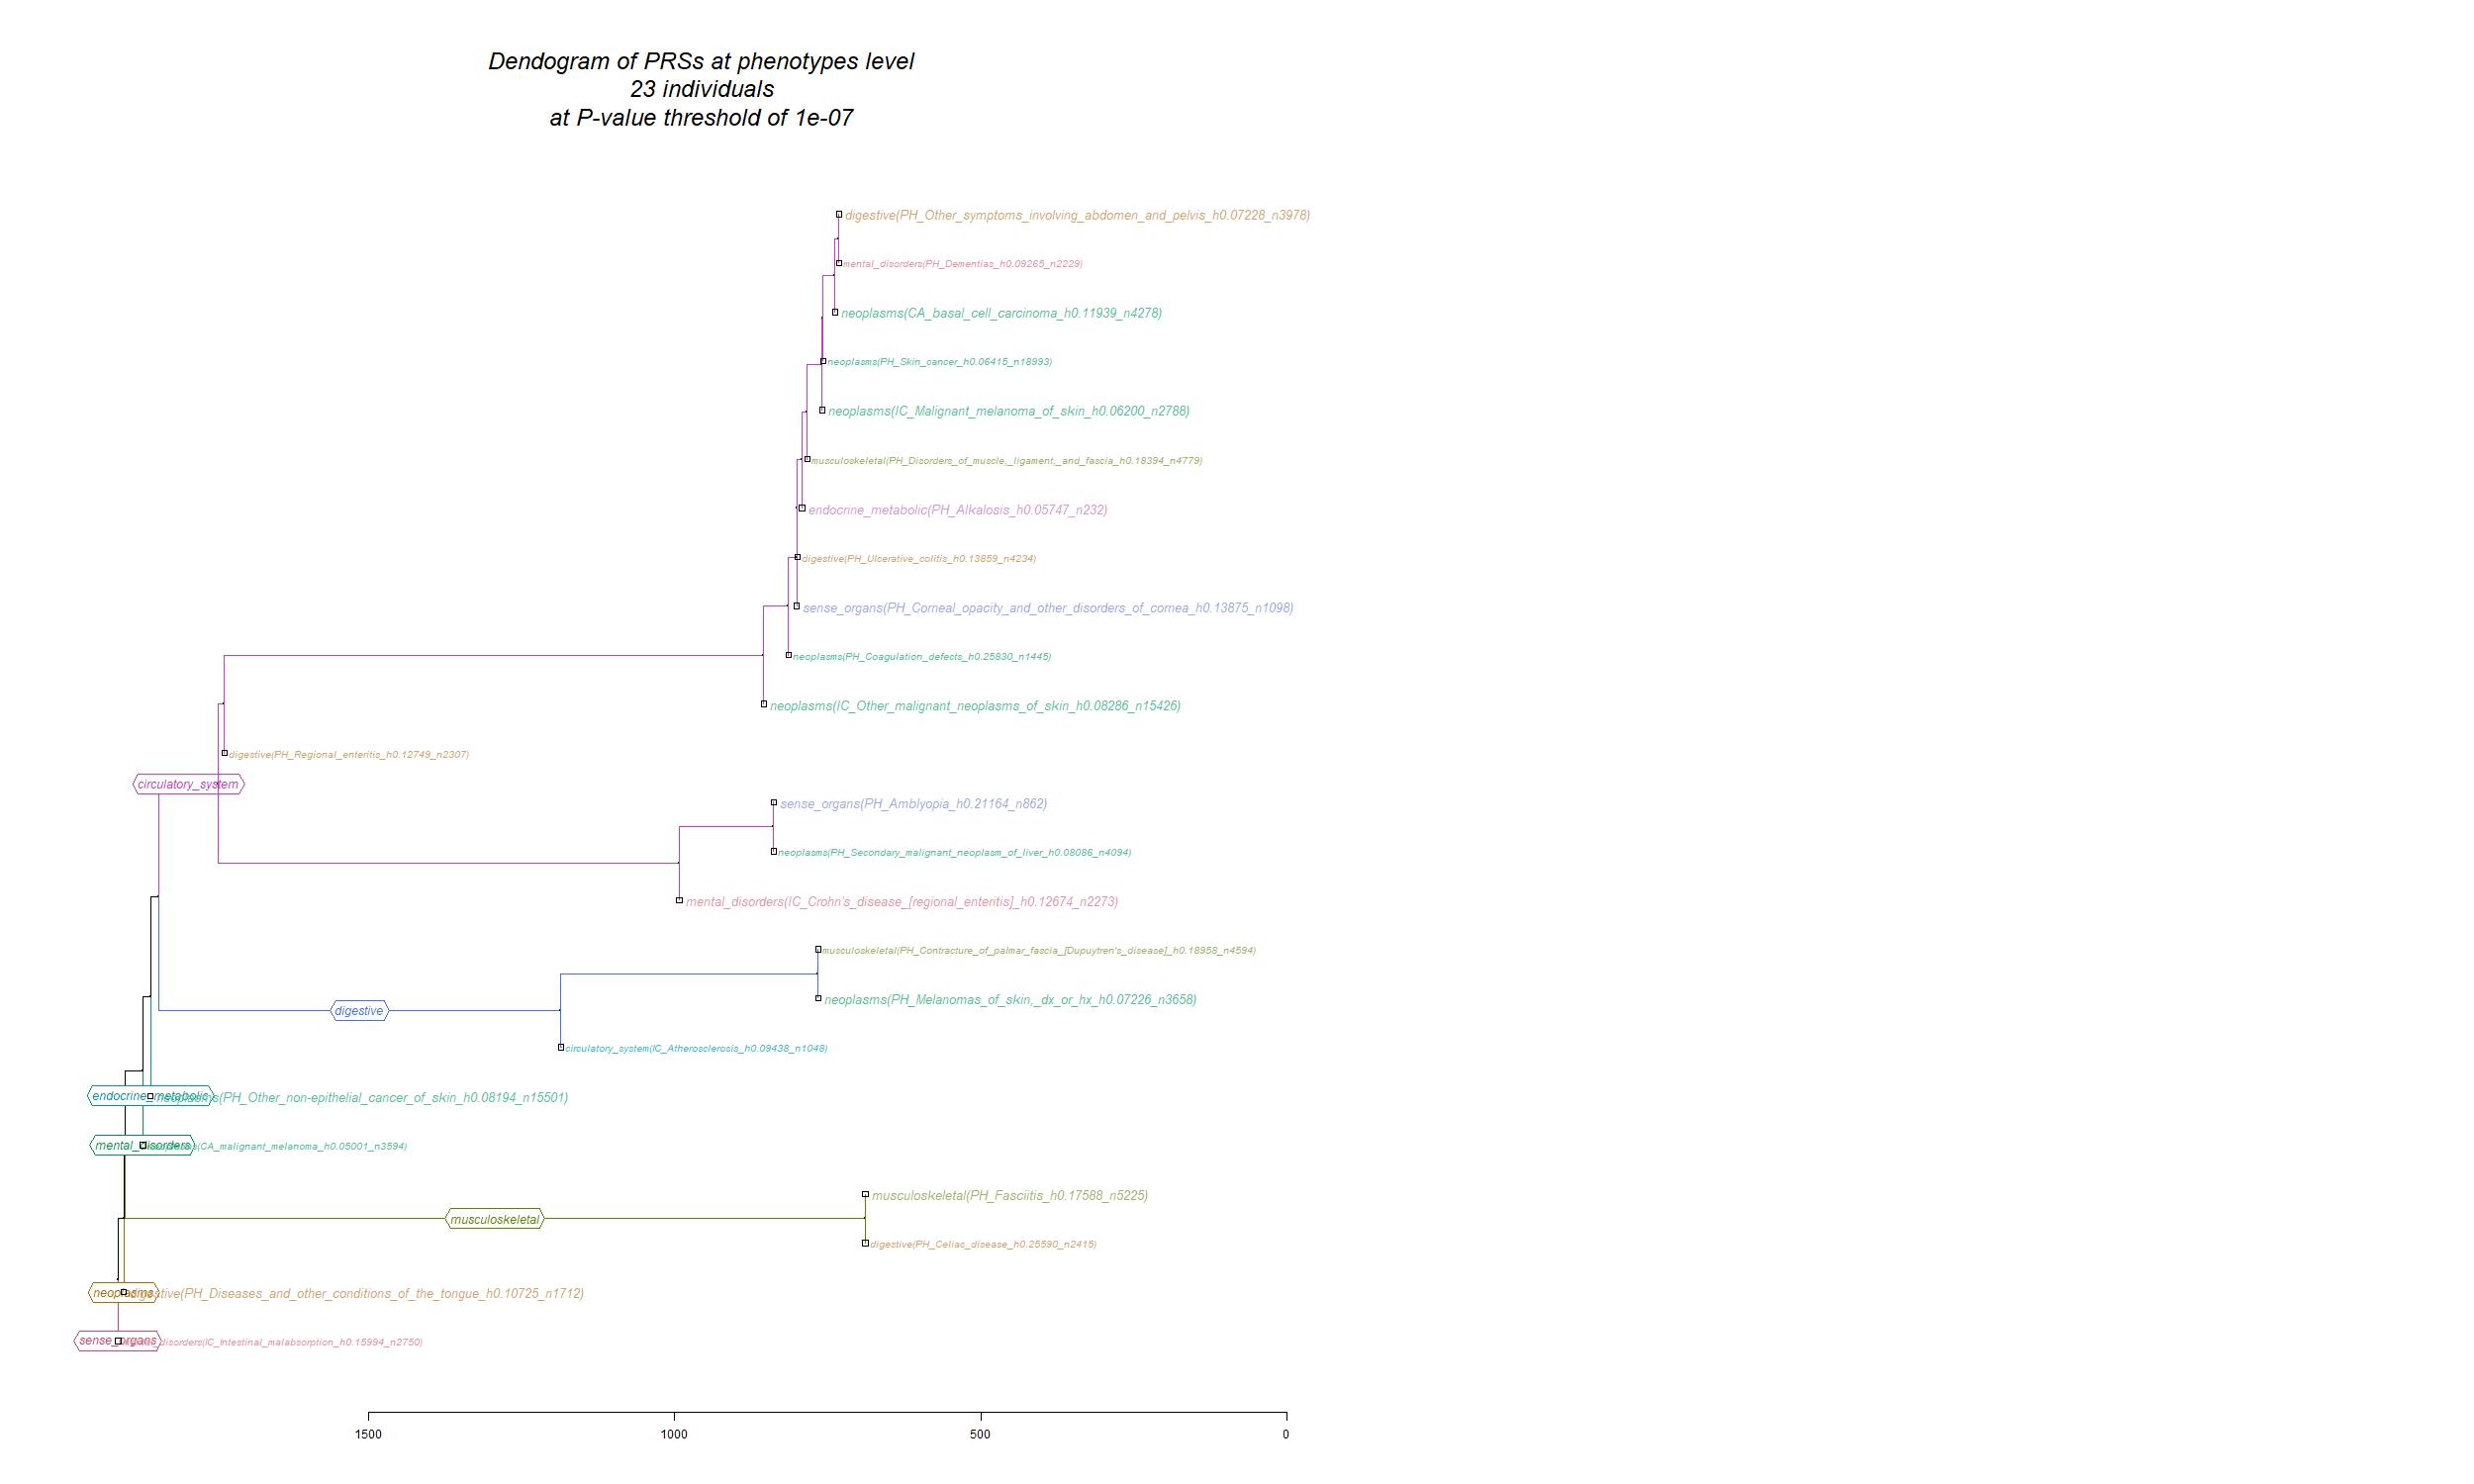 Dendogram of PRSs at phenotypes level
23 individuals
at P-value threshold of 1e-07
digestive(PH_Other_symptoms_involving_abdomen_and_pelvis_h0.07228_n3978)
mental_disorders(PH_Dementias_h0.09265_n2229)
neoplasms(CA_basal_cell_carcinoma_h0.11939_n4278)
neoplasms(PH_Skin_cancer_h0.06415_n18993)
neoplasms(IC_Malignant_melanoma_of_skin_h0.06200_n2788)
musculoskeletal(PH_Disorders_of_muscle,_ligament,_and_fascia_h0.18394_n4779)
endocrine_metabolic(PH_Alkalosis_h0.05747_n232)
digestive(PH_Ulcerative_colitis_h0.13859_n4234)
sense_organs(PH_Corneal_opacity_and_other_disorders_of_cornea_h0.13875_n1098)
neoplasms(PH_Coagulation_defects_h0.25830_n1445)
neoplasms(IC_Other_malignant_neoplasms_of_skin_h0.08286_n15426)
digestive(PH_Regional_enteritis_h0.12749_n2307)
circulatory_system
sense_organs(PH_Amblyopia_h0.21164_n862)
neoplasms(PH_Secondary_malignant_neoplasm_of_liver_h0.08086_n4094)
mental_disorders(IC_Crohn's_disease_[regional_enteritis]_h0.12674_n2273)
musculoskeletal(PH_Contracture_of_palmar_fascia_[Dupuytren's_disease]_h0.18958_n4594)
neoplasms(PH_Melanomas_of_skin,_dx_or_hx_h0.07226_n3658)
digestive
circulatory_system(IC_Atherosclerosis_h0.09438_n1048)
endocrine_metabolic
neoplasms(PH_Other_non-epithelial_cancer_of_skin_h0.08194_n15501)
mental_disorders
(CA_malignant_melanoma_h0.05001_n3594)
musculoskeletal(PH_Fasciitis_h0.17588_n5225)
musculoskeletal
digestive(PH_Celiac_disease_h0.25590_n2415)
neoplasms
digestive(PH_Diseases_and_other_conditions_of_the_tongue_h0.10725_n1712)
sense_organs
disorders(IC_Intestinal_malabsorption_h0.15994_n2750)
1500 1000 500 0